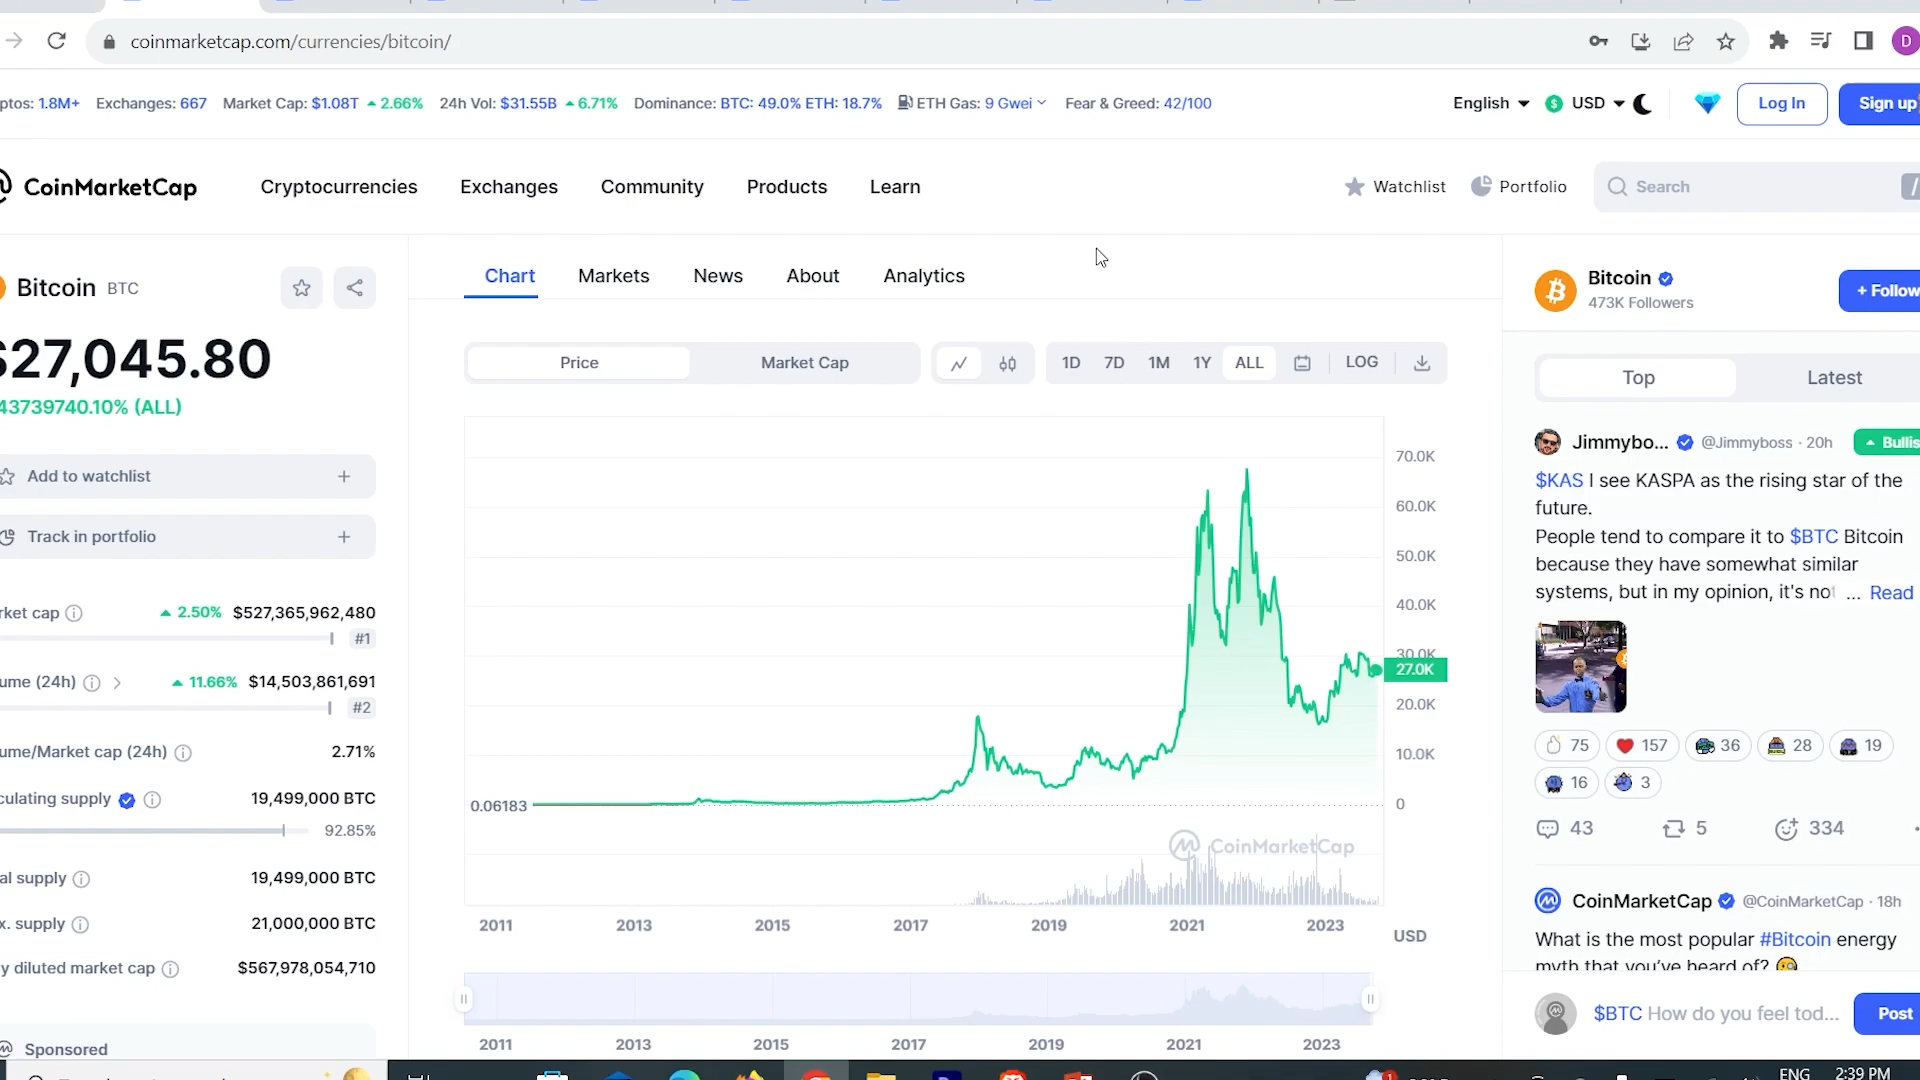 coinmarketcap.com/currencies/bitcoin/
D
ptos: 1.8M+ Exchanges: 667 Market Cap: $1.08T 2.66% 24h Vol: $31.55B 6.71% Dominance: BTC: 49.0% ETH: 18.7% ETH Gas: 9 Gwei Fear & Greed: 42/100
English USD Log In Sign up
CoinMarketCap Cryptocurrencies Exchanges Community Products Learn Watchlist Portfolio Search /
Bitcoin BTC
$27,045.80
43739740.10% (ALL)
Add to watchlist +
Track in portfolio +
rket cap 2.50% $527,365,962,480
#1
ume (24h) 11.66% $14,503,861,691
#2
ume/Market cap (24h) 2.71%
culating supply 19,499,000 BTC
92.85%
al supply 19,499,000 BTC
x. supply 21,000,000 BTC
y diluted market cap $567,978,054,710
Sponsored
Chart Markets News About Analytics
Price Market Cap 1D 7D 1M 1Y ALL LOG
70.0K
60.0K
50.0K
40.0K
30.0K
27.0K
20.0K
10.0K
0
0.06183
CoinMarketCap
2011 2013 2015 2017 2019 2021 2023
USD
2011 2013 2015 2017 2019 2021 2023
Bitcoin
473K Followers
+ Follow
Top Latest
Jimmybo... @Jimmyboss · 20h Bullis
$KAS I see KASPA as the rising star of the
future.
People tend to compare it to $BTC Bitcoin
because they have somewhat similar
systems, but in my opinion, it's not ... Read
75 157 36 28 19
16 3
43 5 334
CoinMarketCap @CoinMarketCap · 18h
What is the most popular #Bitcoin energy
myth that you've heard of?
$BTC How do you feel tod... Post
ENG 2:39 PM